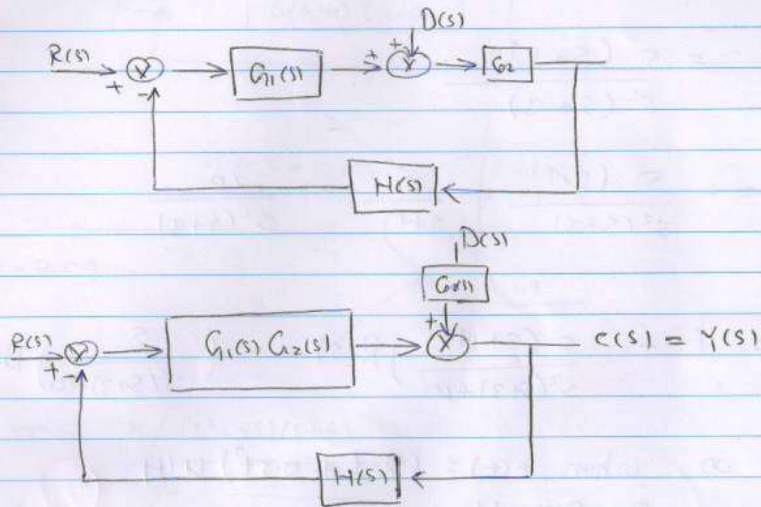 D(s)
R(s) + - G1(s) + + G2
H(s)
D(s)
G2(s)
R(s) + - G1(s) G2(s) + C(s) = Y(s)
H(s)